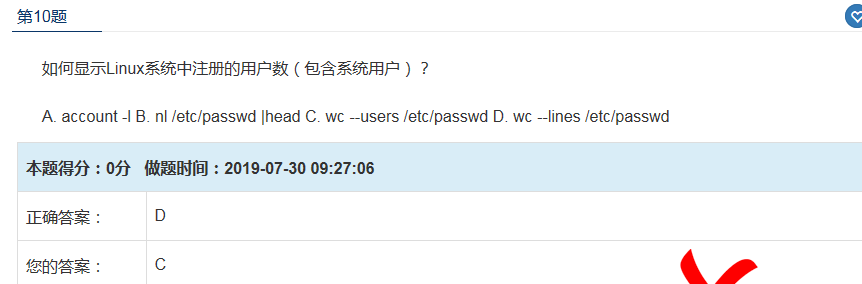 第10题
如何显示Linux系统中注册的用户数（包含系统用户）？
A. account -l B. nl /etc/passwd |head C. wc --users /etc/passwd D. wc --lines /etc/passwd
本题得分：0分 做题时间：2019-07-30 09:27:06
正确答案： D
您的答案： C